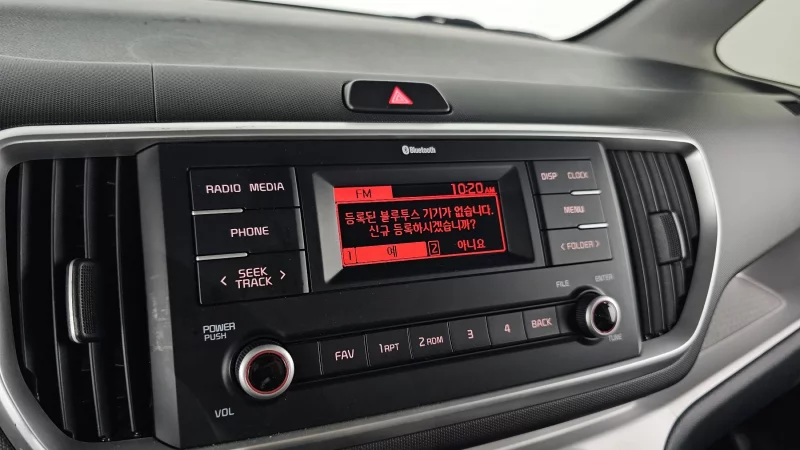 Bluetooth
RADIO MEDIA
PHONE
SEEK
TRACK
POWER
PUSH
VOL
FM 10:20 AM
등록된 블루투스 기기가 없습니다.
신규 등록하시겠습니까?
1 예 2 아니요
DISP CLOCK
MENU
FOLDER
FILE
ENTER
TUNE
FAV
1 RPT
2 RDM
3
4
BACK